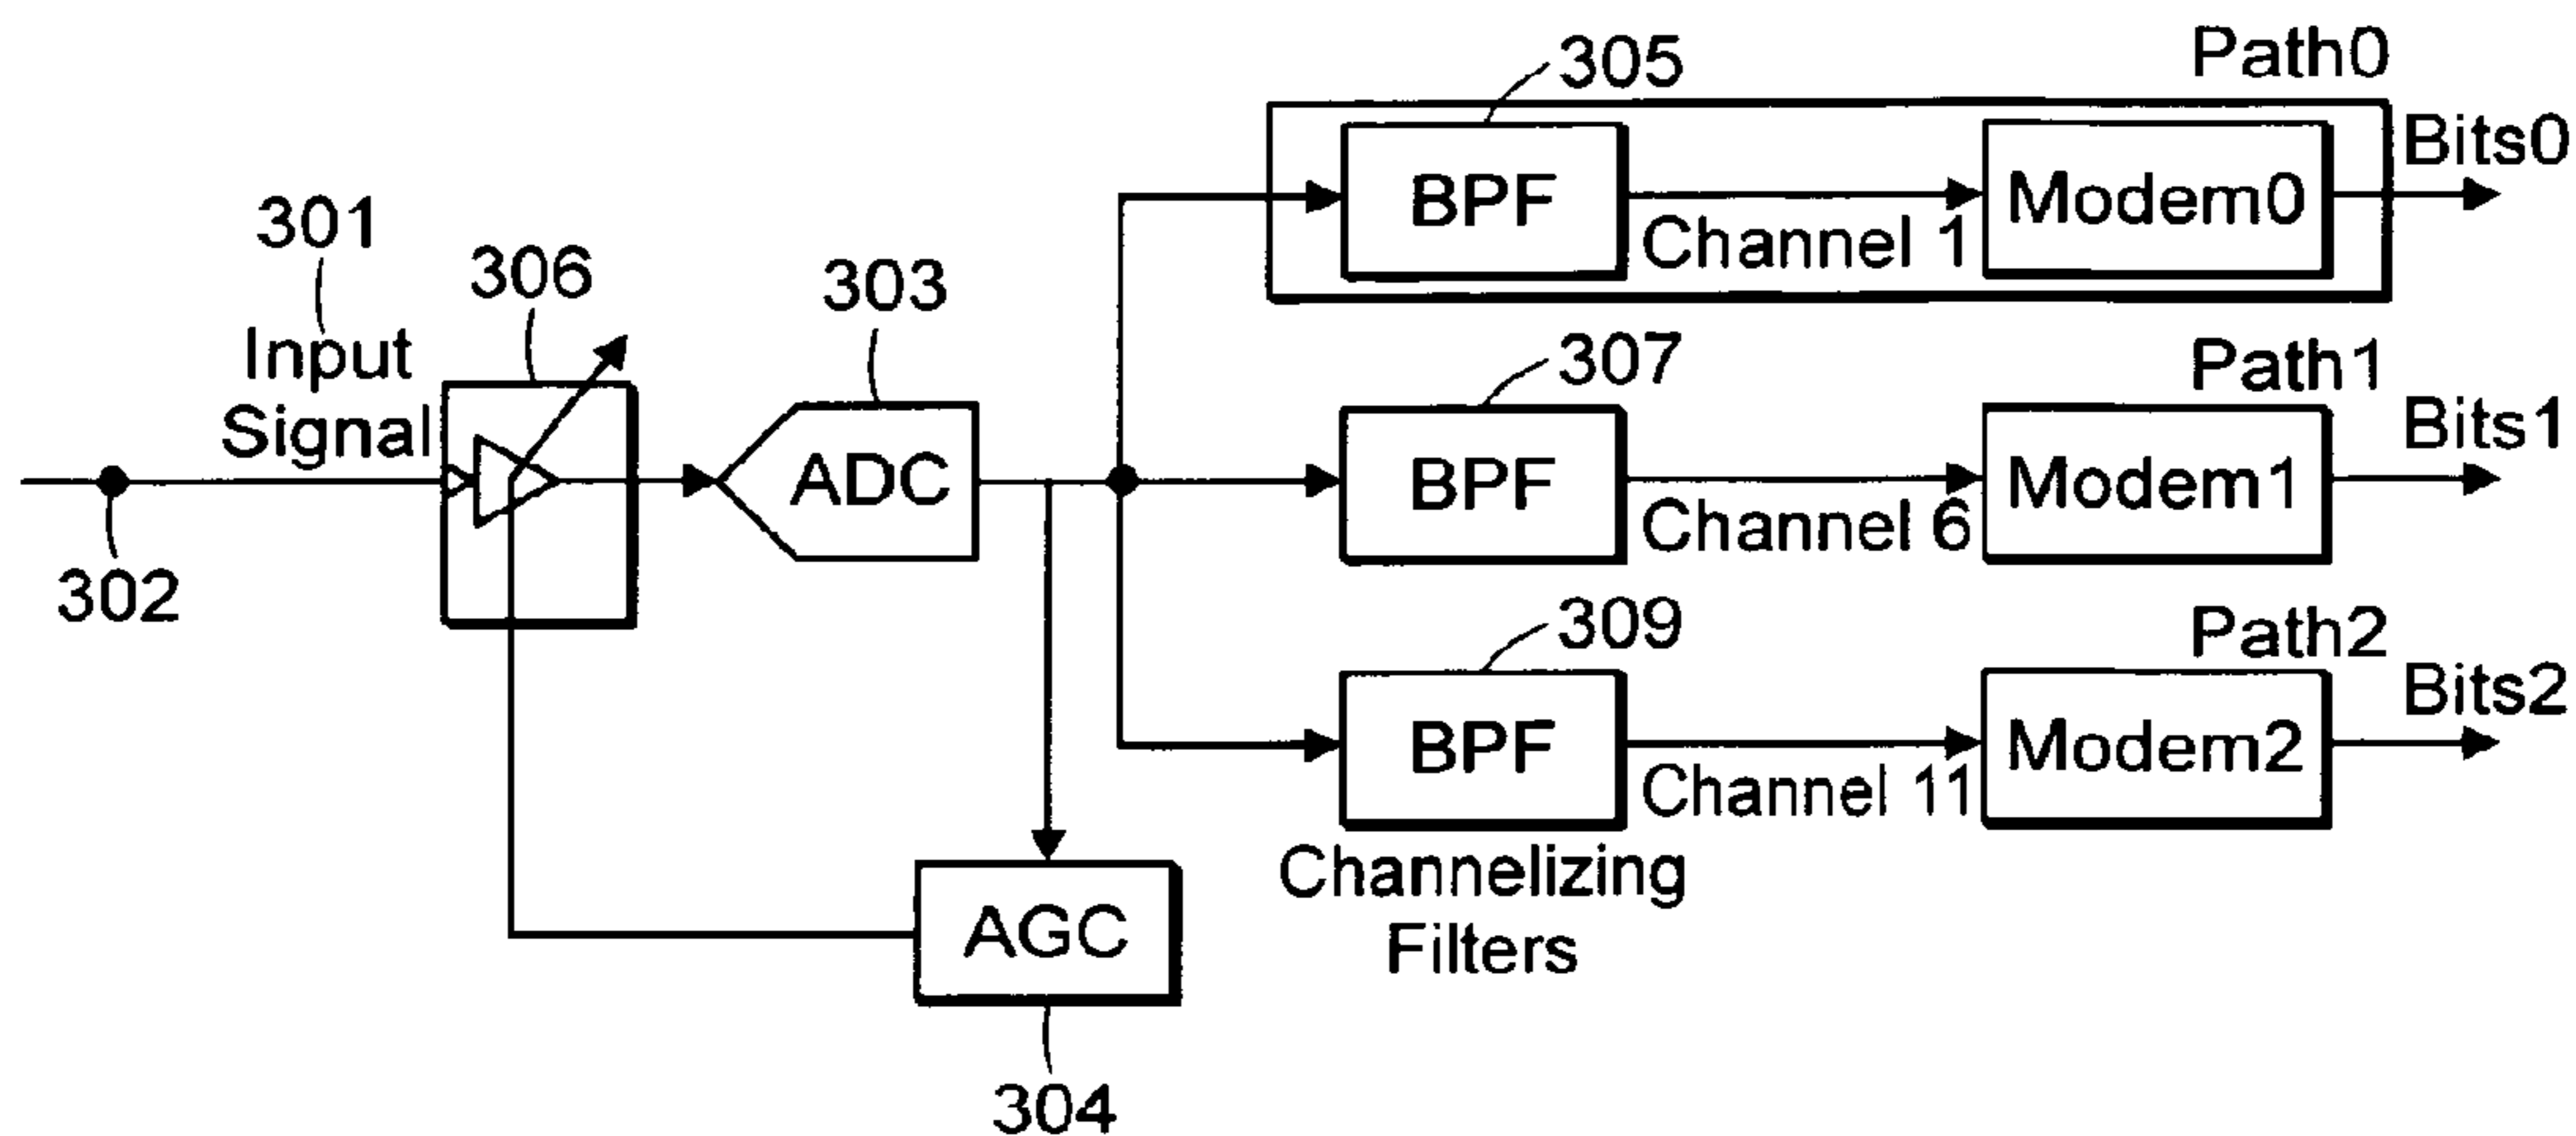 305
Path0
Bits0
BPF
Modem0
Channel 1
301
306
303
Input
Signal
ADC
302
307
Path1
Bits1
BPF
Modem1
Channel 6
309
Path2
Bits2
BPF
Modem2
Channel 11
Channelizing
Filters
AGC
304